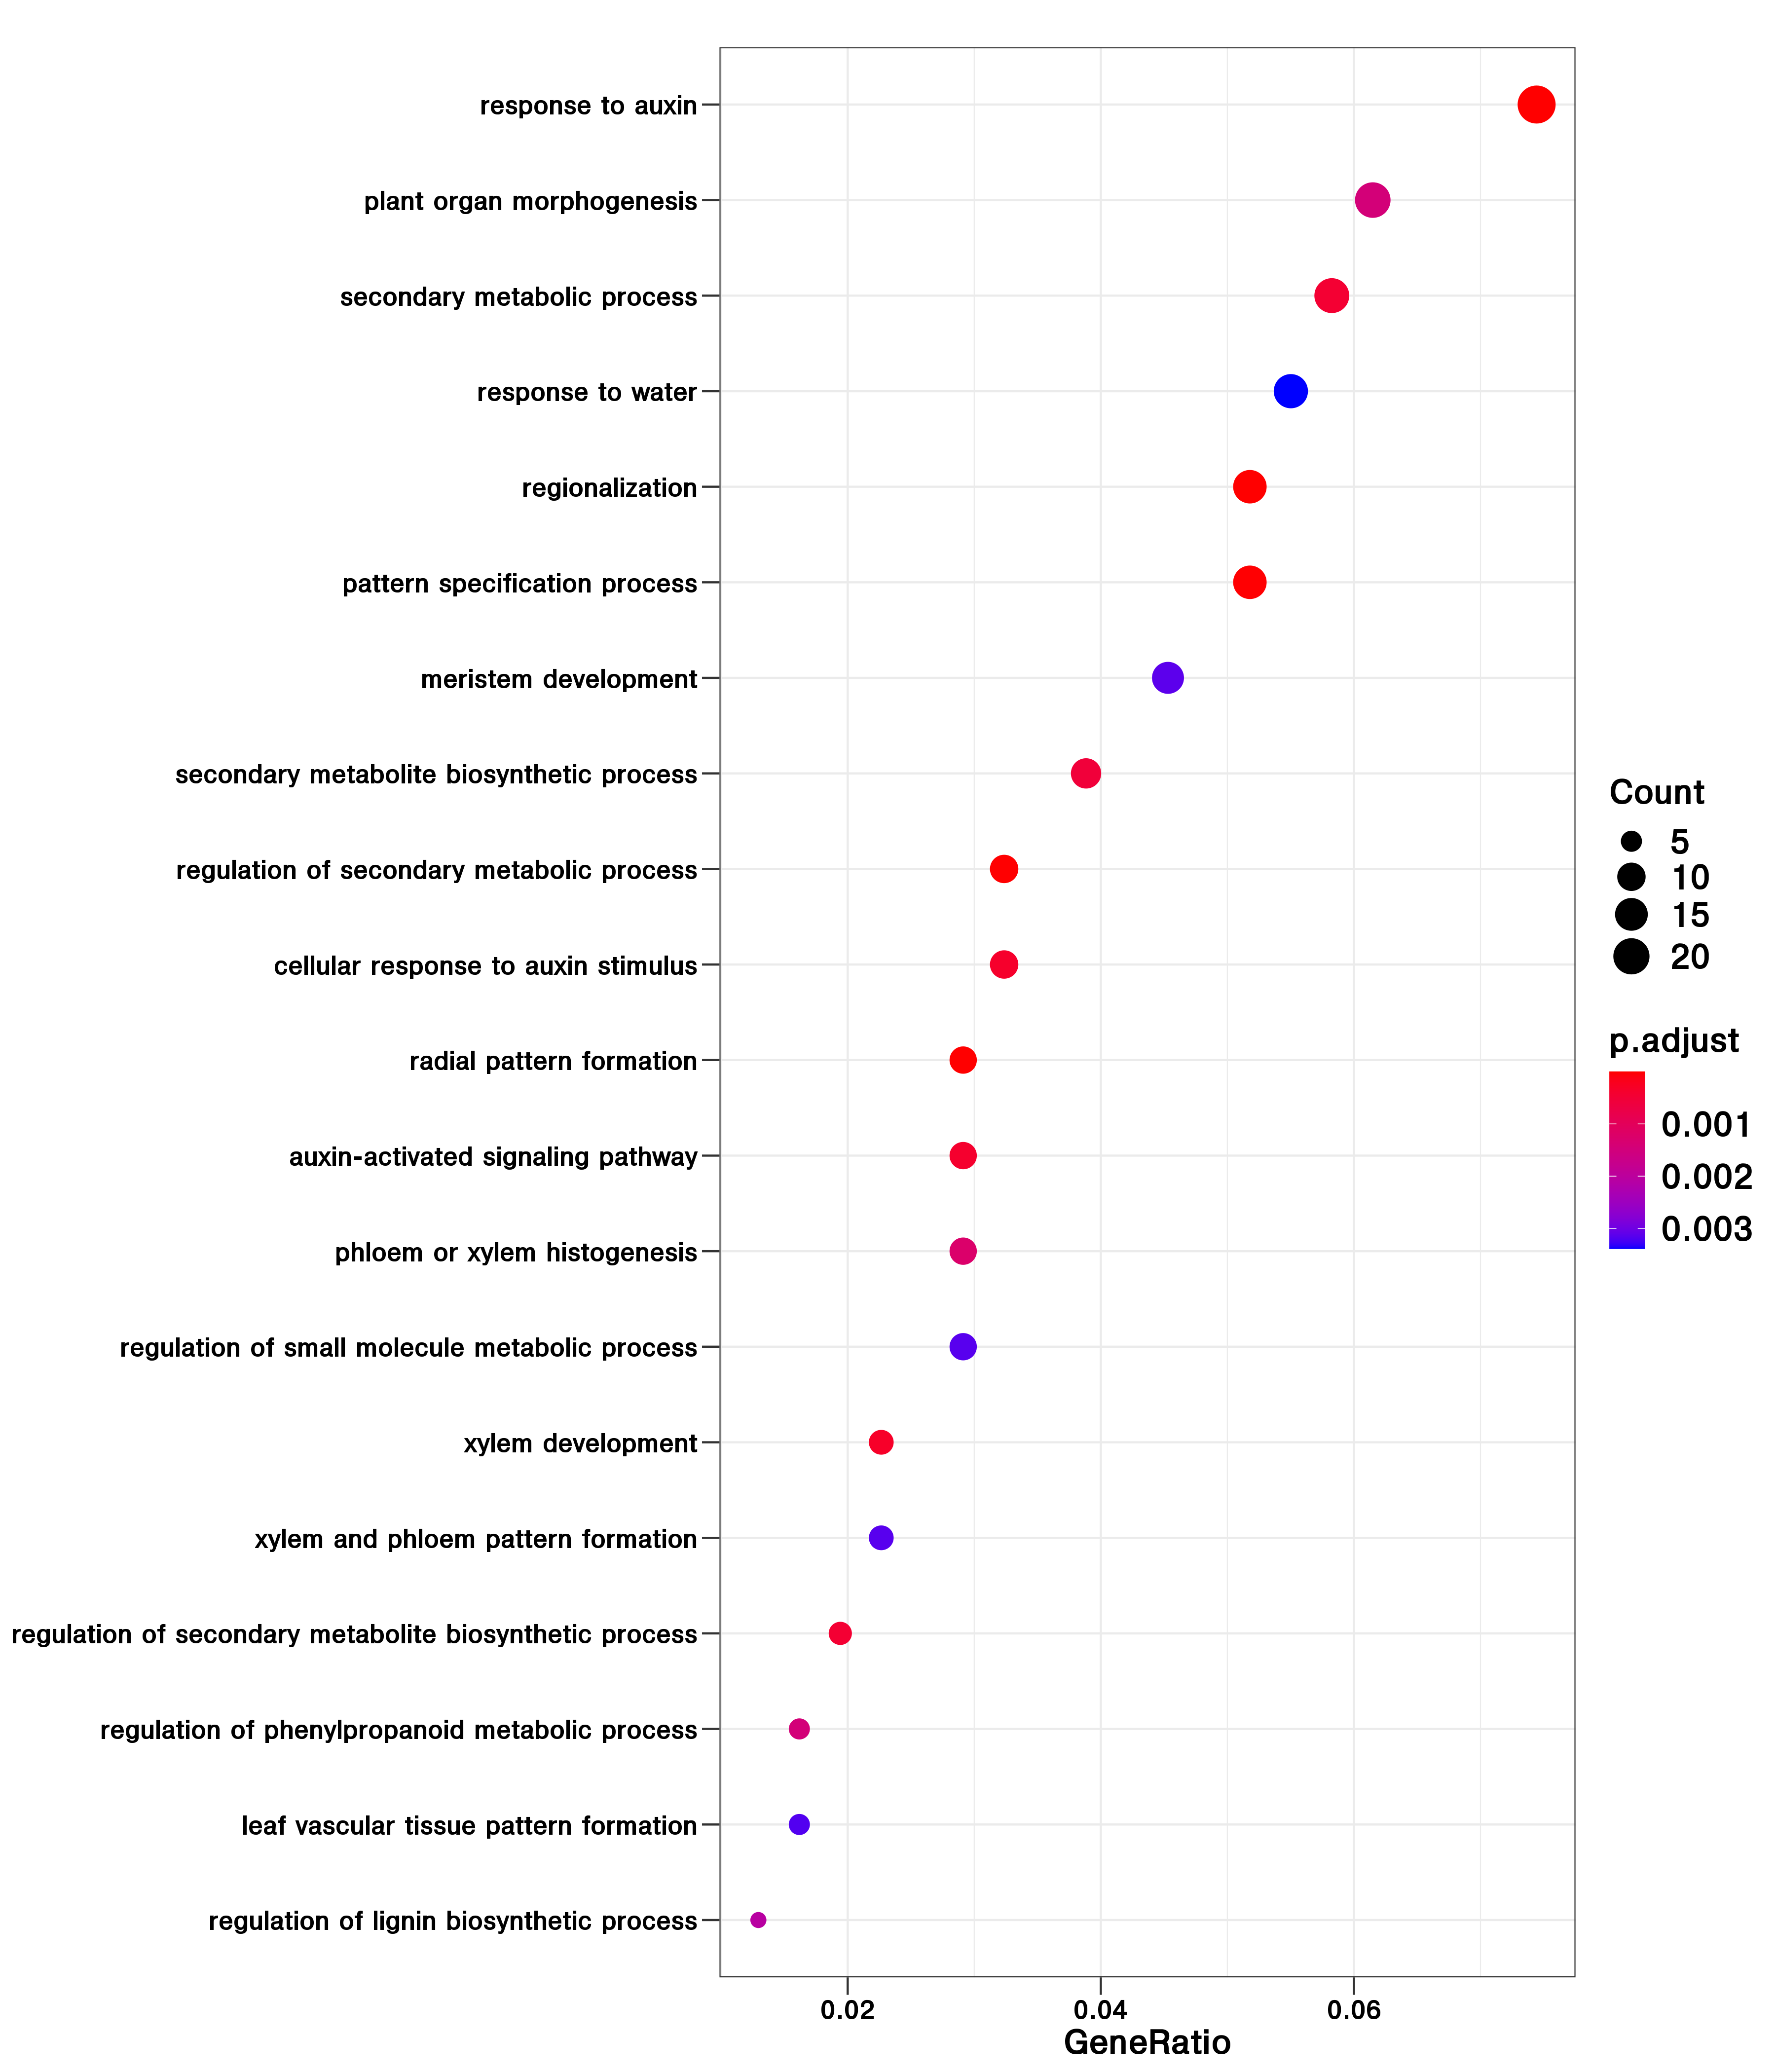 response to auxin
plant organ morphogenesis
secondary metabolic process
response to water
regionalization
pattern specification process
meristem development
secondary metabolite biosynthetic process
regulation of secondary metabolic process
cellular response to auxin stimulus
radial pattern formation
auxin-activated signaling pathway
phloem or xylem histogenesis
regulation of small molecule metabolic process
xylem development
xylem and phloem pattern formation
regulation of secondary metabolite biosynthetic process
regulation of phenylpropanoid metabolic process
leaf vascular tissue pattern formation
regulation of lignin biosynthetic process
0.02 0.04 0.06
GeneRatio
Count
5
10
15
20
p.adjust
0.001
0.002
0.003